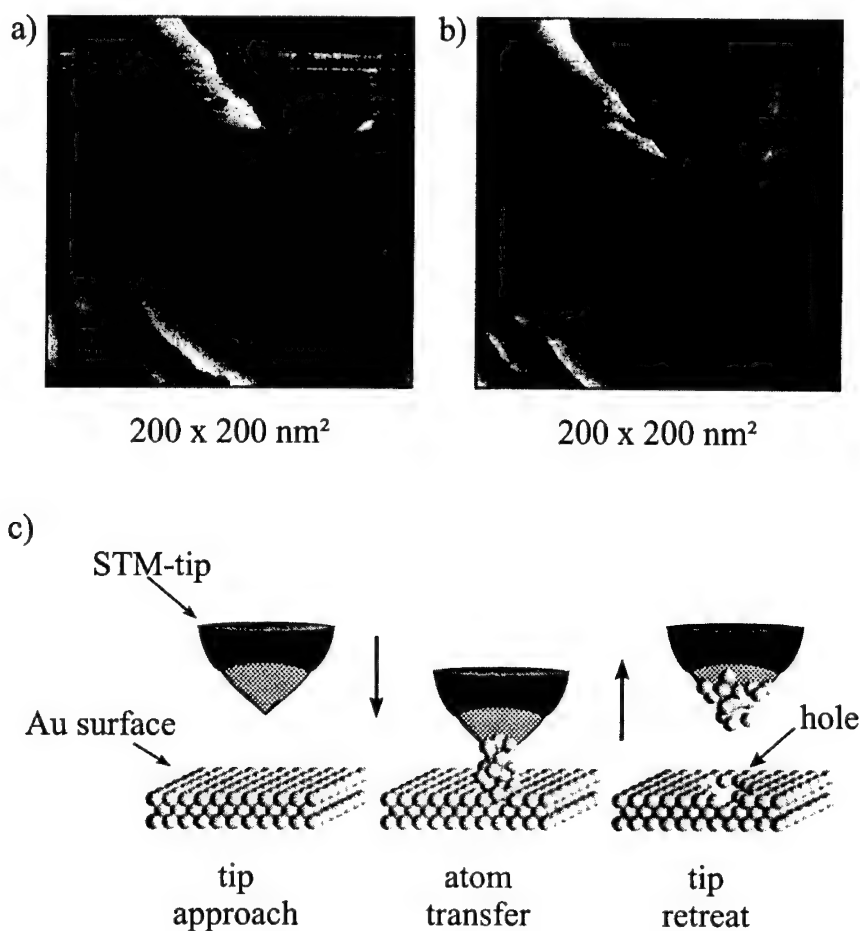 a)
b)
200 x 200 nm²
200 x 200 nm²
c)
STM-tip
Au surface
hole
tip
approach
atom
transfer
tip
retreat